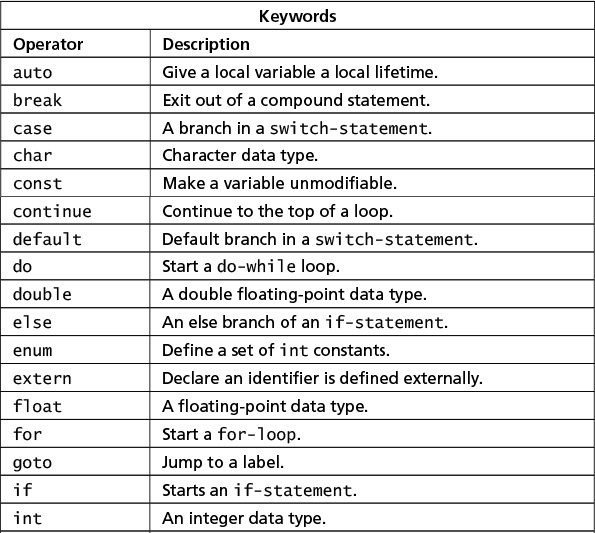 Keywords
Operator Description
auto Give a local variable a local lifetime.
break Exit out of a compound statement.
case A branch in a switch-statement.
char Character data type.
const Make a variable unmodifiable.
continue Continue to the top of a loop.
default Default branch in a switch-statement.
do Start a do-while loop.
double A double floating-point data type.
else An else branch of an if-statement.
enum Define a set of int constants.
extern Declare an identifier is defined externally.
float A floating-point data type.
for Start a for-loop.
goto Jump to a label.
if Starts an if-statement.
int An integer data type.